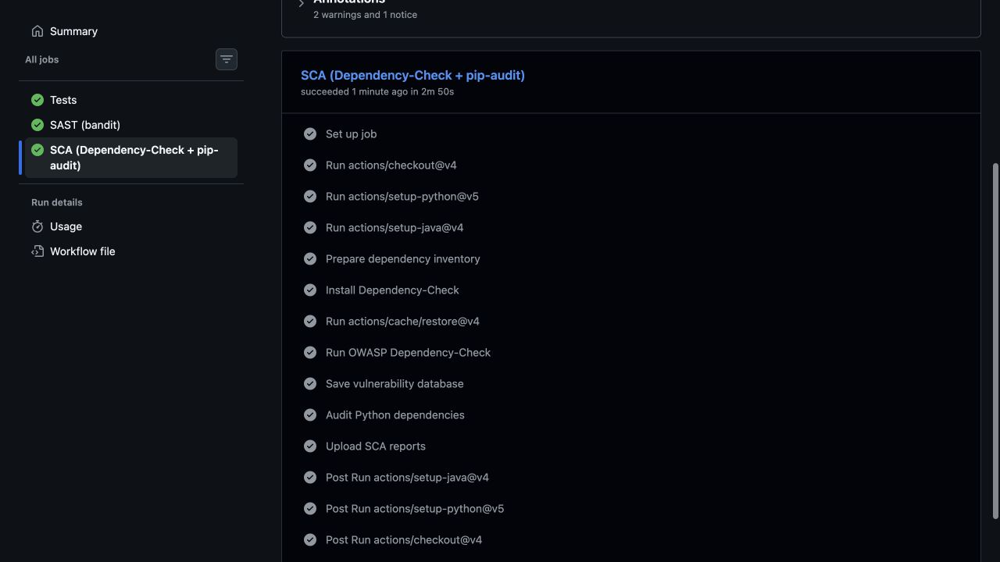 Summary
All jobs
Tests
SAST (bandit)
SCA (Dependency-Check + pip-
audit)
Run details
Usage
Workflow file
Annotations
2 warnings and 1 notice
SCA (Dependency-Check + pip-audit)
succeeded 1 minute ago in 2m 50s
Set up job
Run actions/checkout@v4
Run actions/setup-python@v5
Run actions/setup-java@v4
Prepare dependency inventory
Install Dependency-Check
Run actions/cache/restore@v4
Run OWASP Dependency-Check
Save vulnerability database
Audit Python dependencies
Upload SCA reports
Post Run actions/setup-java@v4
Post Run actions/setup-python@v5
Post Run actions/checkout@v4